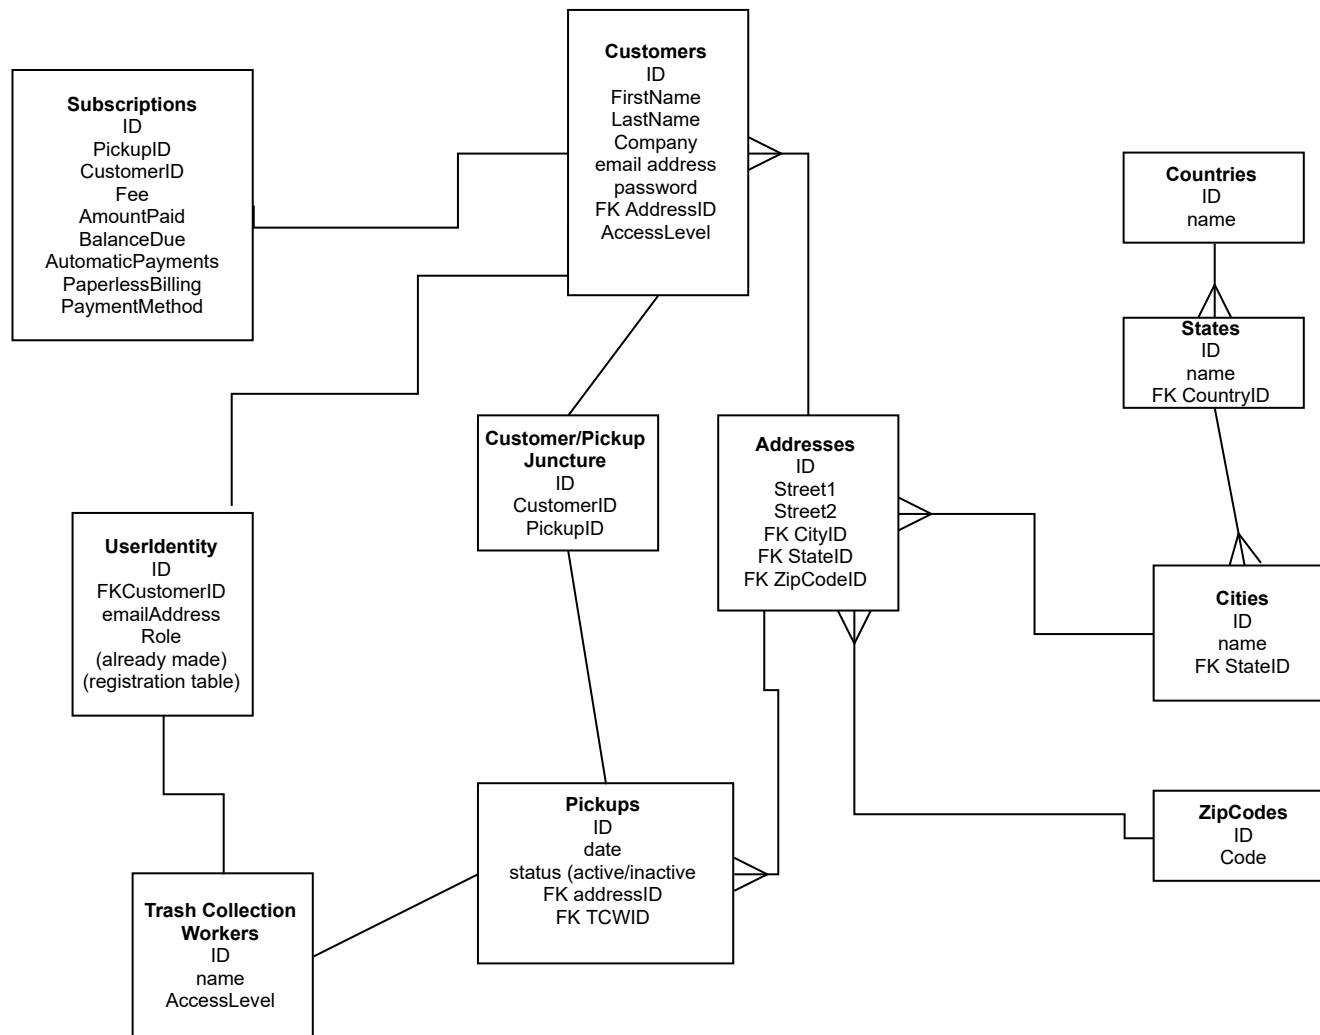 Customers
ID
FirstName
LastName
Company
email address
password
FK AddressID
AccessLevel
Subscriptions
ID
PickupID
CustomerID
Fee
AmountPaid
BalanceDue
AutomaticPayments
PaperlessBilling
PaymentMethod
Countries
ID
name
States
ID
name
FK CountryID
Customer/Pickup
Juncture
ID
CustomerID
PickupID
Addresses
ID
Street1
Street2
FK CityID
FK StateID
FK ZipCodeID
UserIdentity
ID
FKCustomerID
emailAddress
Role
(already made)
(registration table)
Cities
ID
name
FK StateID
Pickups
ID
date
status (active/inactive
FK addressID
FK TCWID
ZipCodes
ID
Code
Trash Collection
Workers
ID
name
AccessLevel